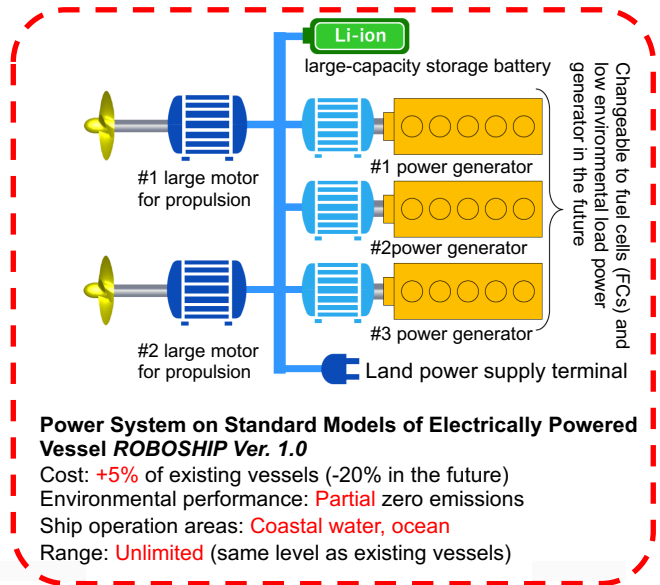 Li-ion
large-capacity storage battery
#1 large motor
for propulsion
#1 power generator
#2power generator
#2 large motor
for propulsion
#3 power generator
Changeable to fuel cells (FCs) and
low environmental load power
generator in the future
Land power supply terminal
Power System on Standard Models of Electrically Powered
Vessel ROBOSHIP Ver. 1.0
Cost: +5% of existing vessels (-20% in the future)
Environmental performance: Partial zero emissions
Ship operation areas: Coastal water, ocean
Range: Unlimited (same level as existing vessels)